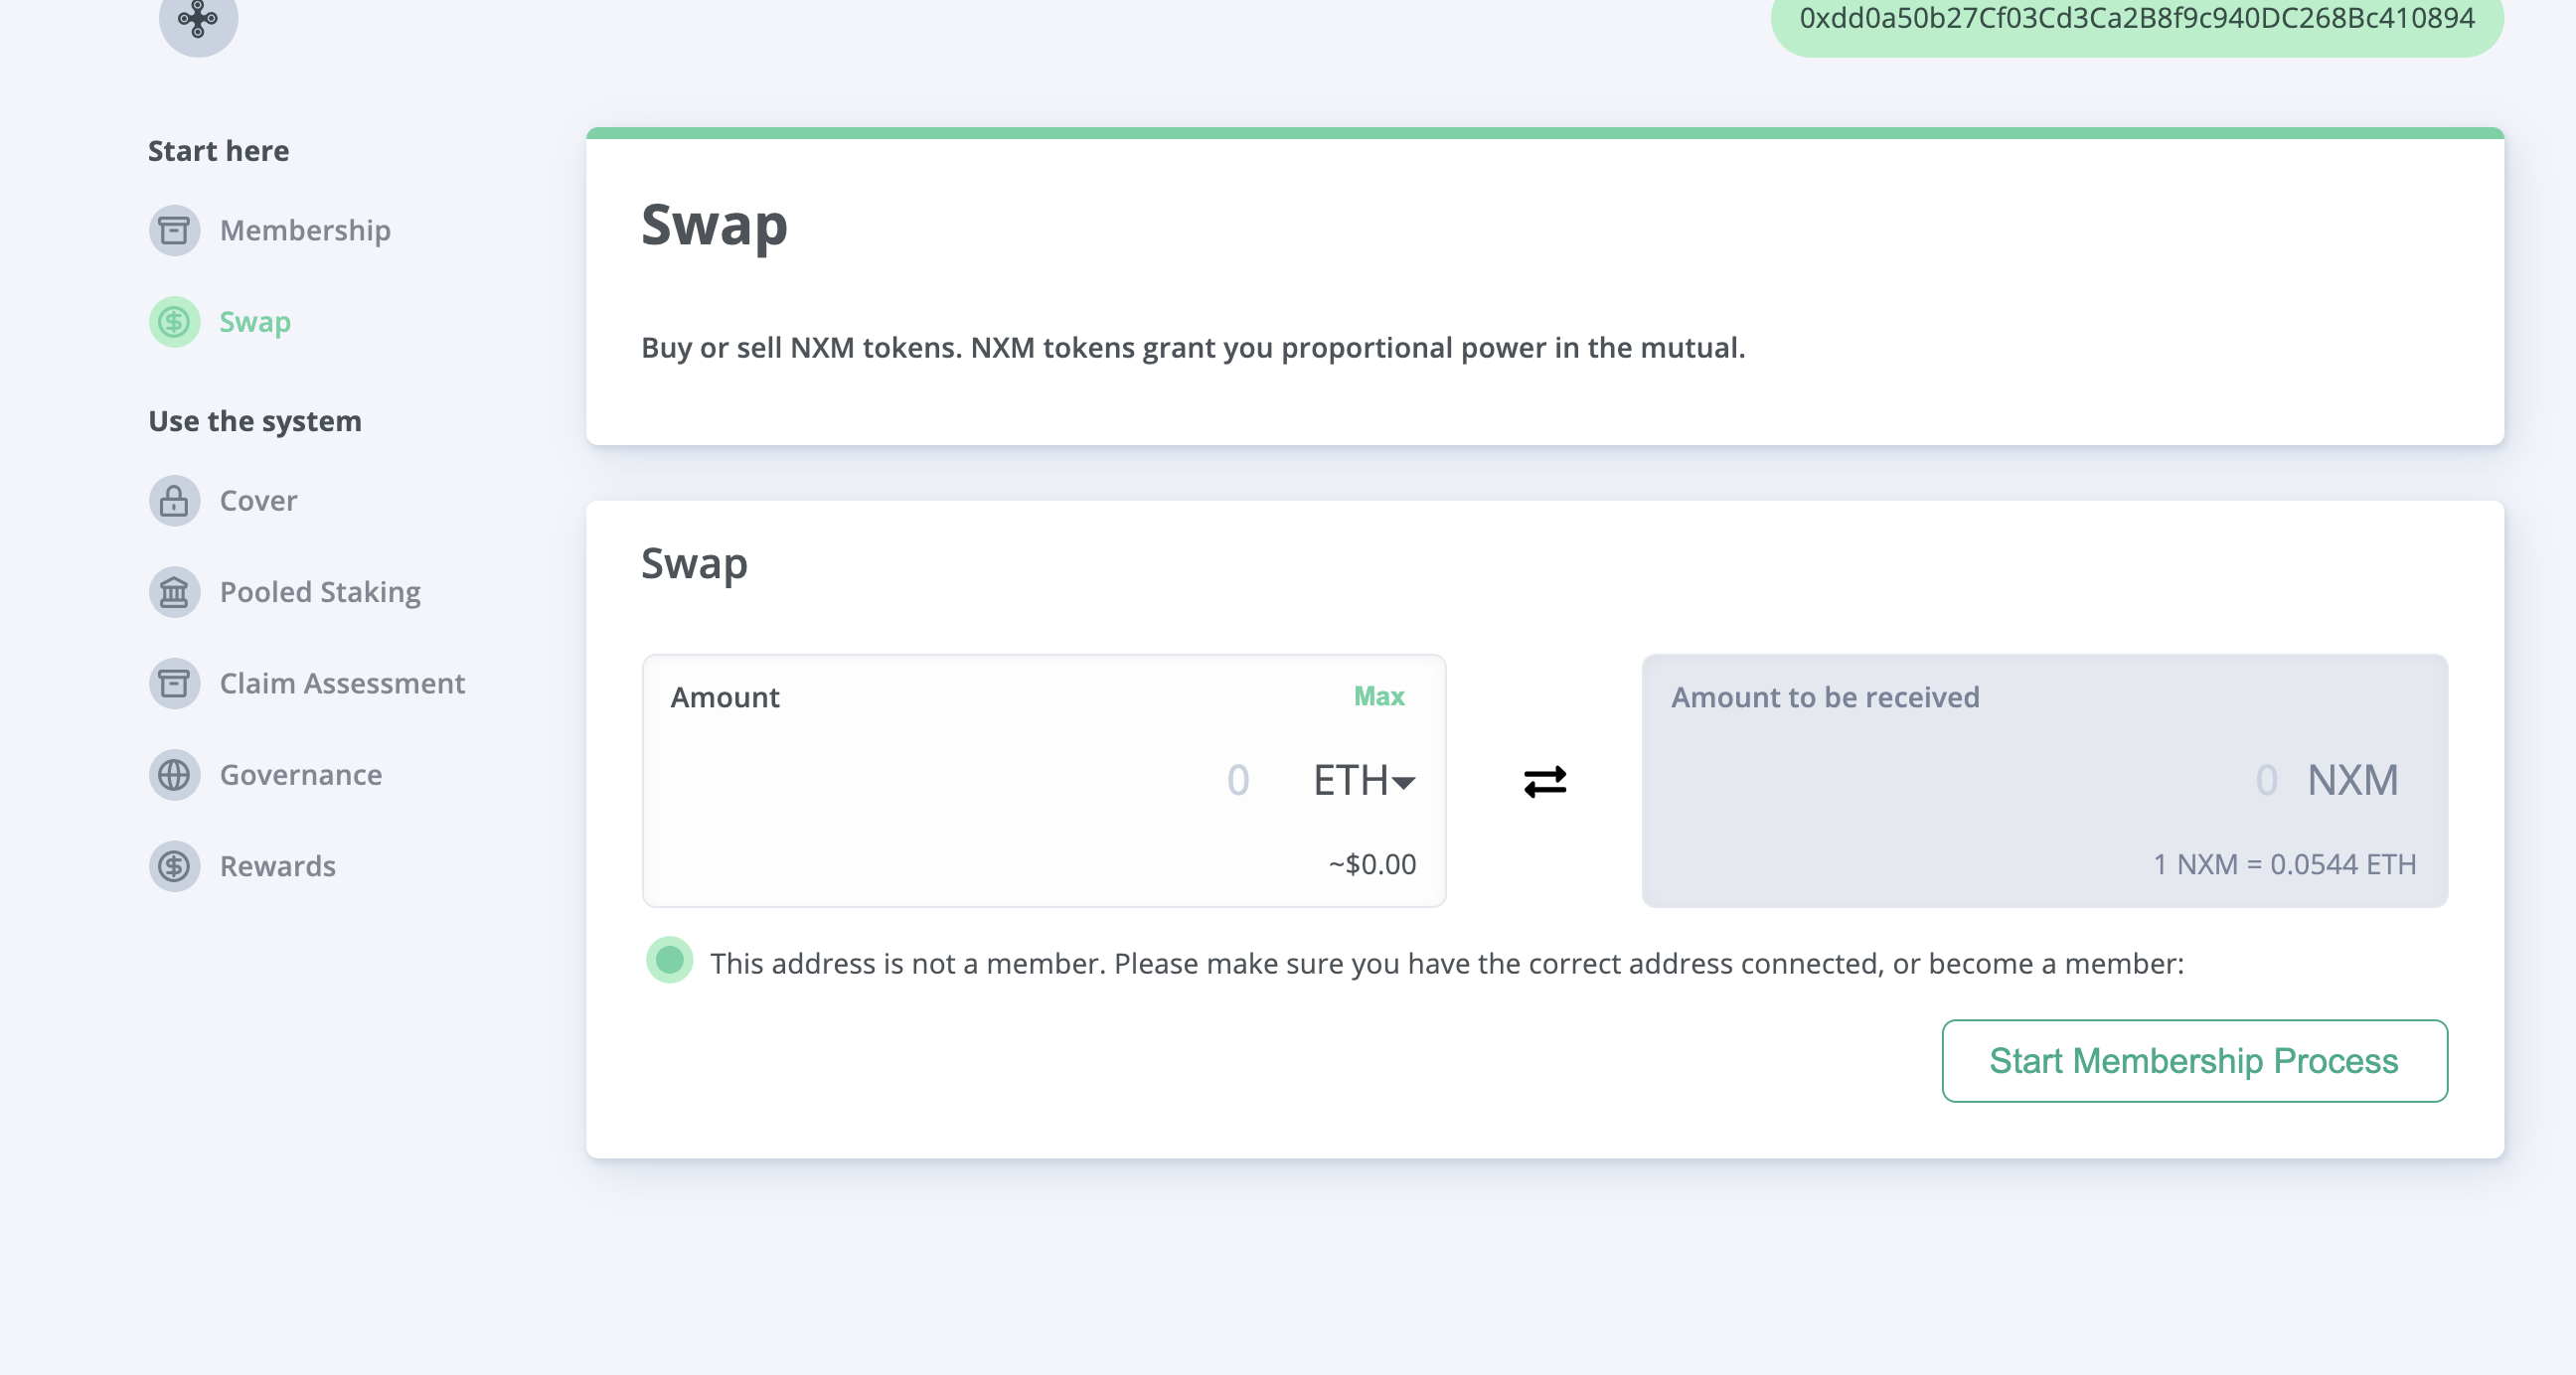 0xdd0a50b27Cf03Cd3Ca2B8f9c940DC268Bc410894
Start here
Membership
Swap
Use the system
Cover
Pooled Staking
Claim Assessment
Governance
Rewards
Swap
Buy or sell NXM tokens. NXM tokens grant you proportional power in the mutual.
Swap
Amount
Max
0 ETH
~$0.00
Amount to be received
0 NXM
1 NXM = 0.0544 ETH
This address is not a member. Please make sure you have the correct address connected, or become a member:
Start Membership Process